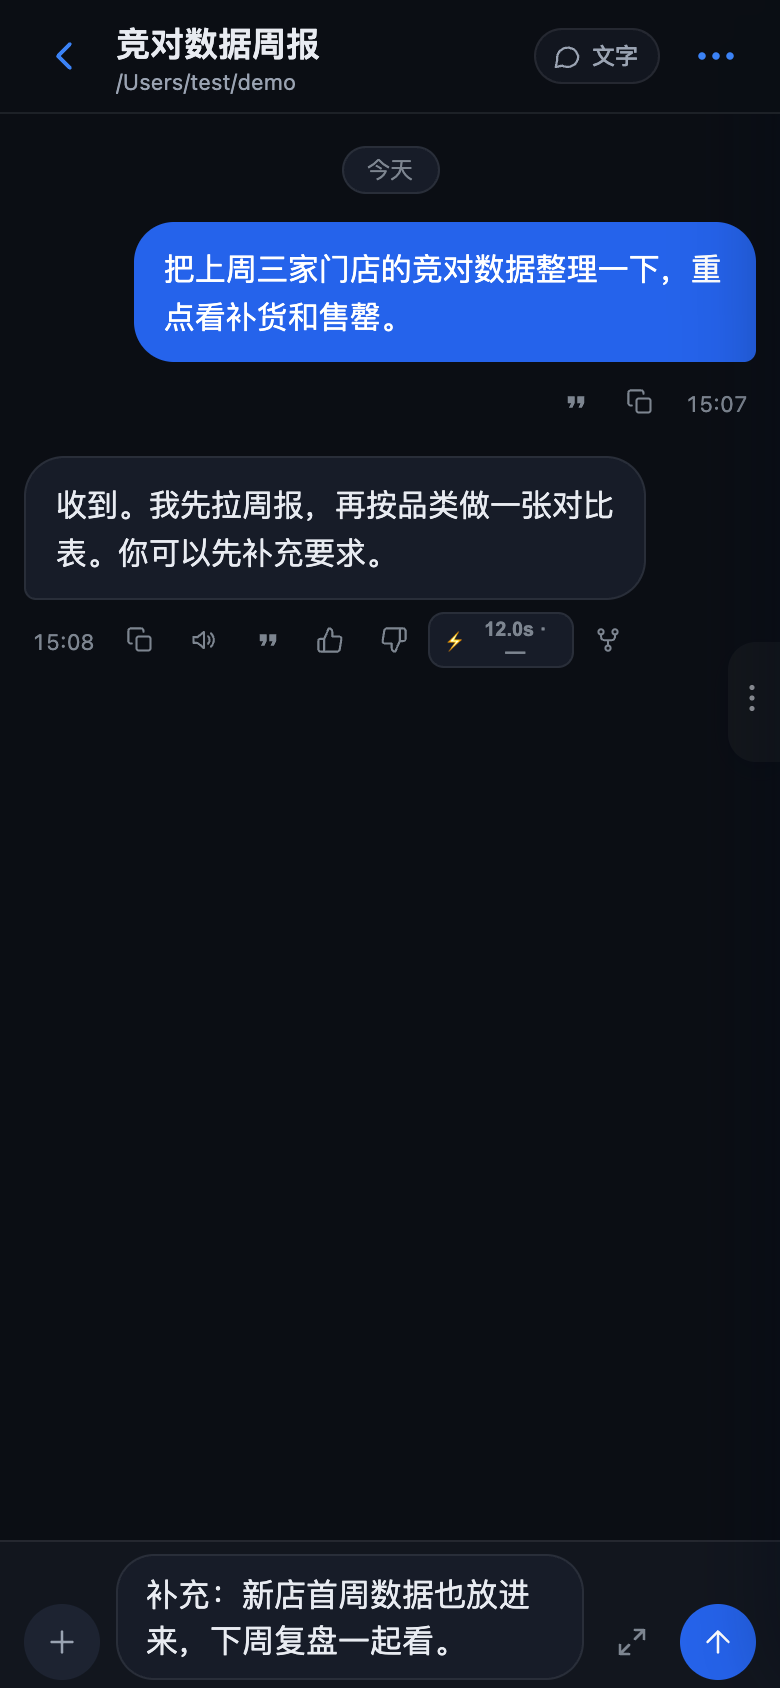 竞对数据周报
/Users/test/demo
文字
今天
把上周三家门店的竞对数据整理一下，重
点看补货和售罄。
15:07
收到。我先拉周报，再按品类做一张对比
表。你可以先补充要求。
15:08
12.0s ·
—
补充：新店首周数据也放进
来，下周复盘一起看。